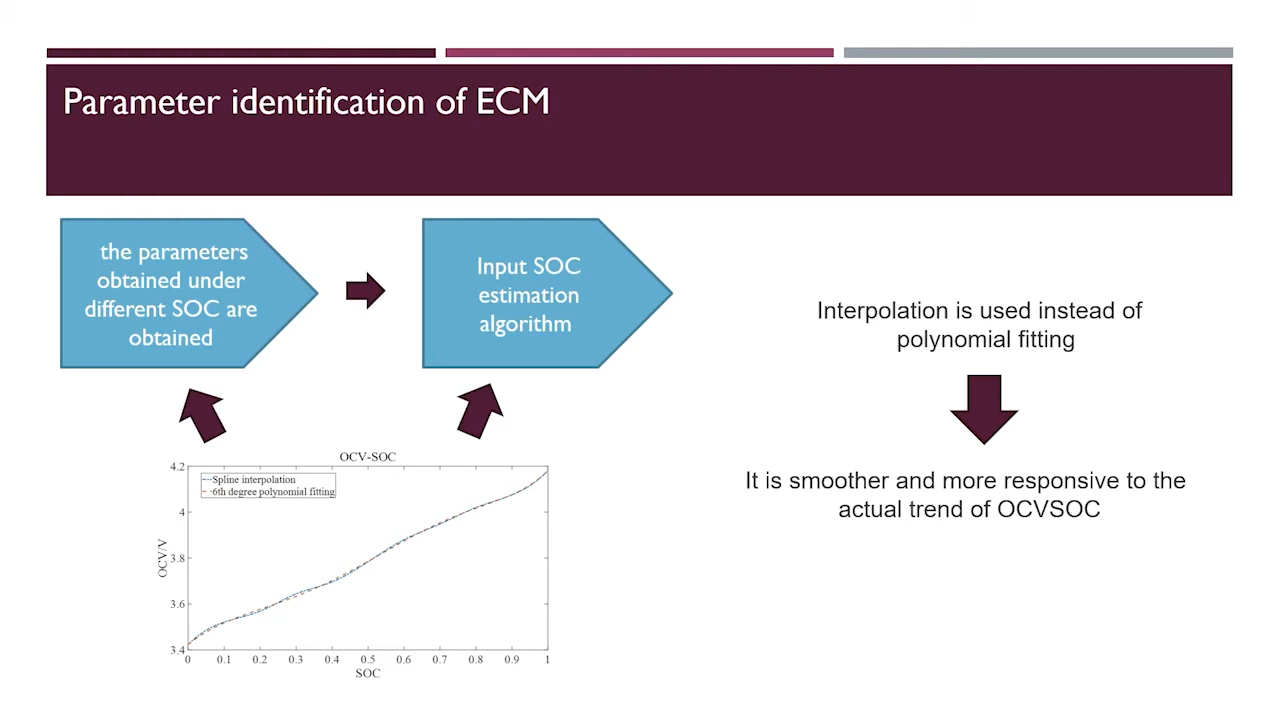 Parameter identification of ECM
the parameters
obtained under
different SOC are
obtained
Input SOC
estimation
algorithm
Interpolation is used instead of
polynomial fitting
It is smoother and more responsive to the
actual trend of OCVSOC
OCV-SOC
Spline interpolation
6th degree polynomial fitting
OCV/V
4.2
4
3.8
3.6
3.4
0 0.1 0.2 0.3 0.4 0.5 0.6 0.7 0.8 0.9 1
SOC